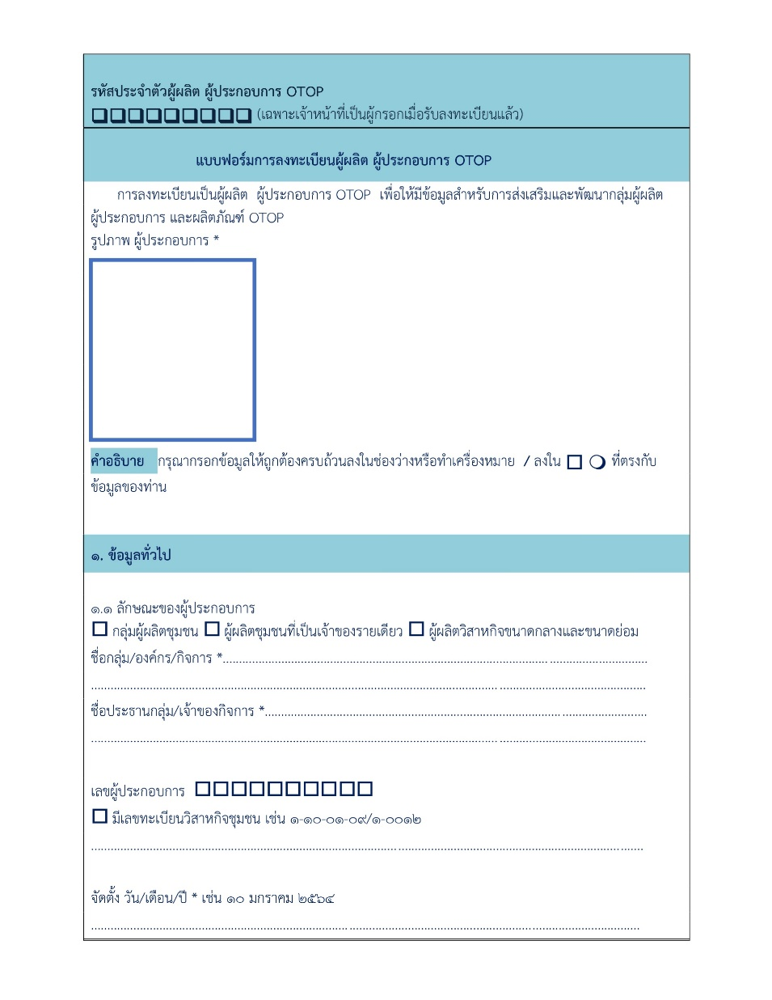 รหัสประจำตัวผู้ผลิต ผู้ประกอบการ OTOP
❑❑❑❑❑❑❑❑❑ (เฉพาะเจ้าหน้าที่เป็นผู้กรอกเมื่อรับลงทะเบียนแล้ว)
แบบฟอร์มการลงทะเบียนผู้ผลิต ผู้ประกอบการ OTOP
การลงทะเบียนเป็นผู้ผลิต ผู้ประกอบการ OTOP เพื่อให้มีข้อมูลสำหรับการส่งเสริมและพัฒนากลุ่มผู้ผลิต
ผู้ประกอบการ และผลิตภัณฑ์ OTOP
รูปภาพ ผู้ประกอบการ *
คำอธิบาย กรุณากรอกข้อมูลให้ถูกต้องครบถ้วนลงในช่องว่างหรือทำเครื่องหมาย / ลงใน ☐ ❍ ที่ตรงกับ
ข้อมูลของท่าน
๑. ข้อมูลทั่วไป
๑.๑ ลักษณะของผู้ประกอบการ
☐ กลุ่มผู้ผลิตชุมชน ☐ ผู้ผลิตชุมชนที่เป็นเจ้าของรายเดียว ☐ ผู้ผลิตวิสาหกิจขนาดกลางและขนาดย่อม
ชื่อกลุ่ม/องค์กร/กิจการ *................................................................
................................................................
ชื่อประธานกลุ่ม/เจ้าของกิจการ *................................................................
................................................................
เลขผู้ประกอบการ ☐☐☐☐☐☐☐☐☐☐
☐ มีเลขทะเบียนวิสาหกิจชุมชน เช่น ๑-๑๐-๐๑-๐๙/๑-๐๐๑๒
................................................................
จัดตั้ง วัน/เดือน/ปี * เช่น ๑๐ มกราคม ๒๕๖๔
................................................................